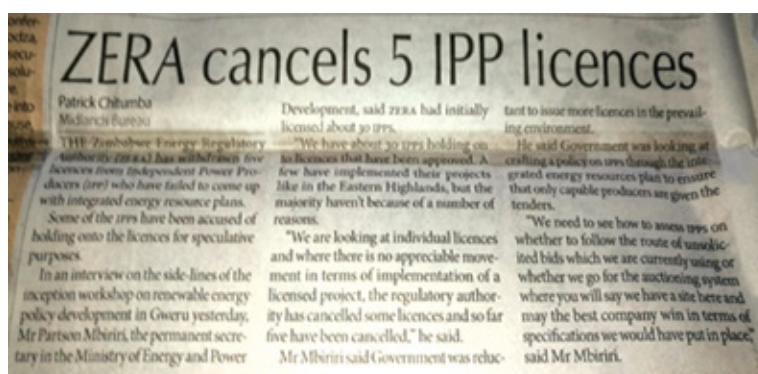 ZERA cancels 5 IPP licences
Patrick Chitumba
Midlands Bureau
THE Zimbabwe Energy Regulatory
Authority (ZERA) has withdrawn five
licences from Independent Power Pro-
ducers (IPP) who have failed to come up
with integrated energy resource plans.
Some of the IPPs have been accused of
holding onto the licences for speculative
purposes.
In an interview on the side-lines of the
inception workshop on renewable energy
policy development in Gweru yesterday,
Mr Partson Mbiriri, the permanent secre-
tary in the Ministry of Energy and Power
Development, said ZERA had initially
licensed about 30 IPPs.
"We have about 30 IPPs holding on
to licences that have been approved. A
few have implemented their projects
like in the Eastern Highlands, but the
majority haven't because of a number of
reasons.
"We are looking at individual licences
and where there is no appreciable move-
ment in terms of implementation of a
licensed project, the regulatory author-
ity has cancelled some licences and so far
five have been cancelled," he said.
Mr Mbiriri said Government was reluc-
tant to issue more licences in the prevail-
ing environment.
He said Government was looking at
crafting a policy on IPPs through the inte-
grated energy resources plan to ensure
that only capable producers are given the
tenders.
"We need to see how to assess IPPs on
whether to follow the route of unsolic-
ited bids which we are currently using or
whether we go for the auctioning system
where you will say we have a site here and
may the best company win in terms of
specifications we would have put in place,"
said Mr Mbiriri.